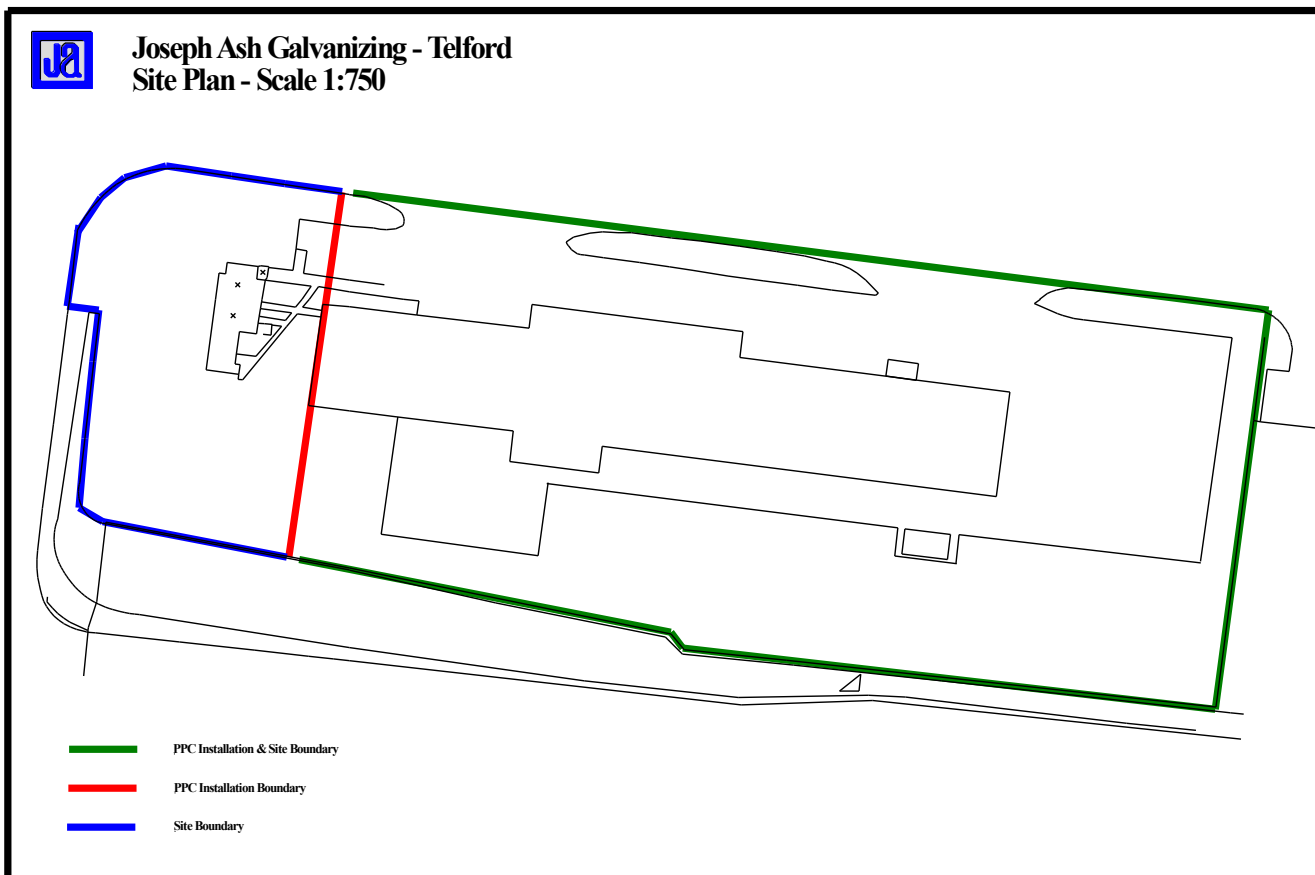 Ja
Joseph Ash Galvanizing - Telford
Site Plan - Scale 1:750
PPC Installation & Site Boundary
PPC Installation Boundary
Site Boundary